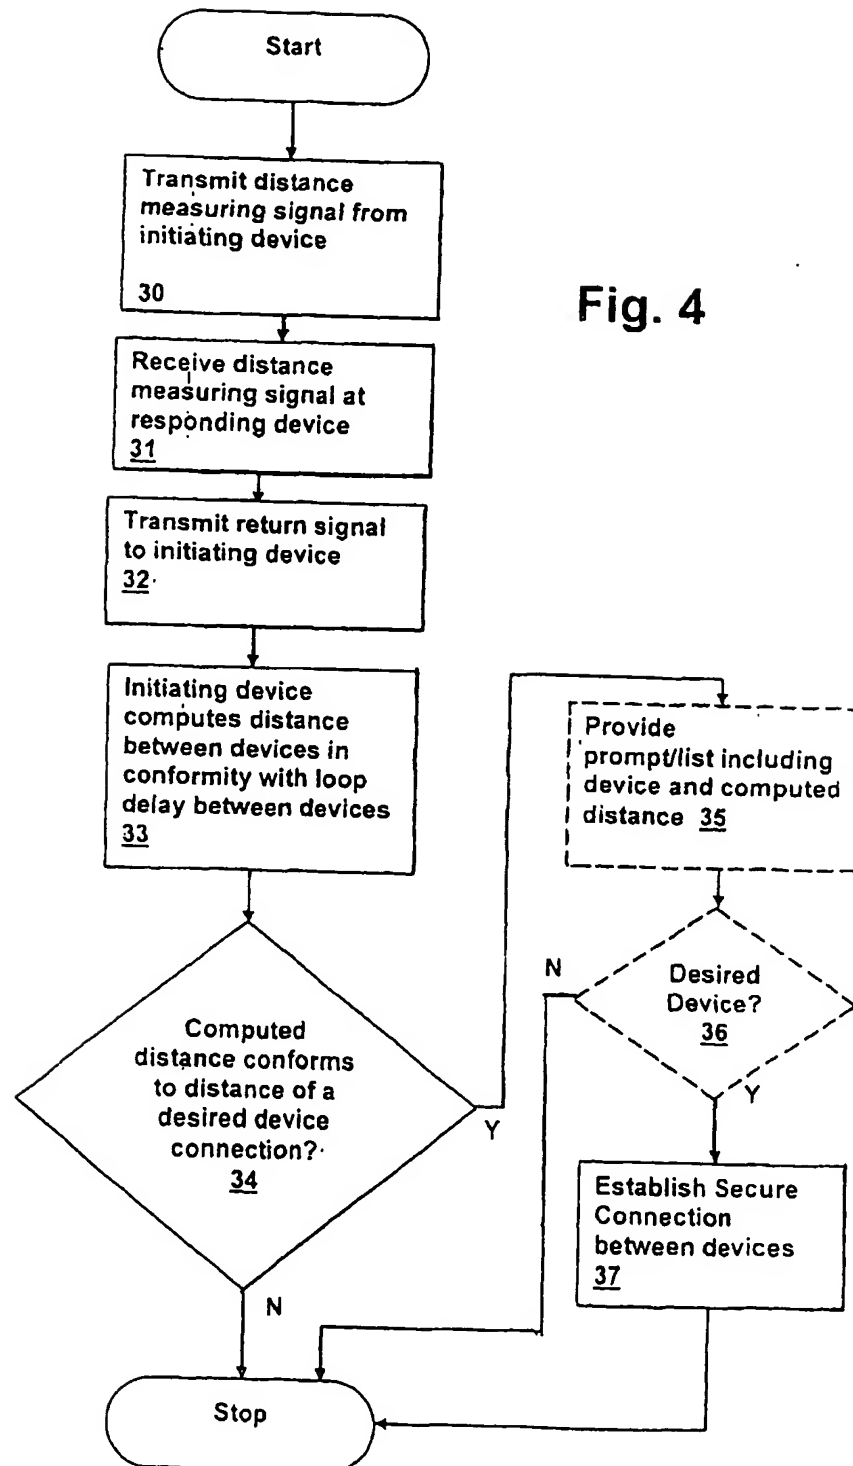 Start
Transmit distance
measuring signal from
initiating device
30
Fig. 4
Receive distance
measuring signal at
responding device
31
Transmit return signal
to initiating device
32
Initiating device
computes distance
between devices in
conformity with loop
delay between devices
33
Provide
prompt/list including
device and computed
distance 35
N
Desired
Device?
36
Y
Computed
distance conforms
to distance of a
desired device
connection?
34
Y
N
Establish Secure
Connection
between devices
37
Stop